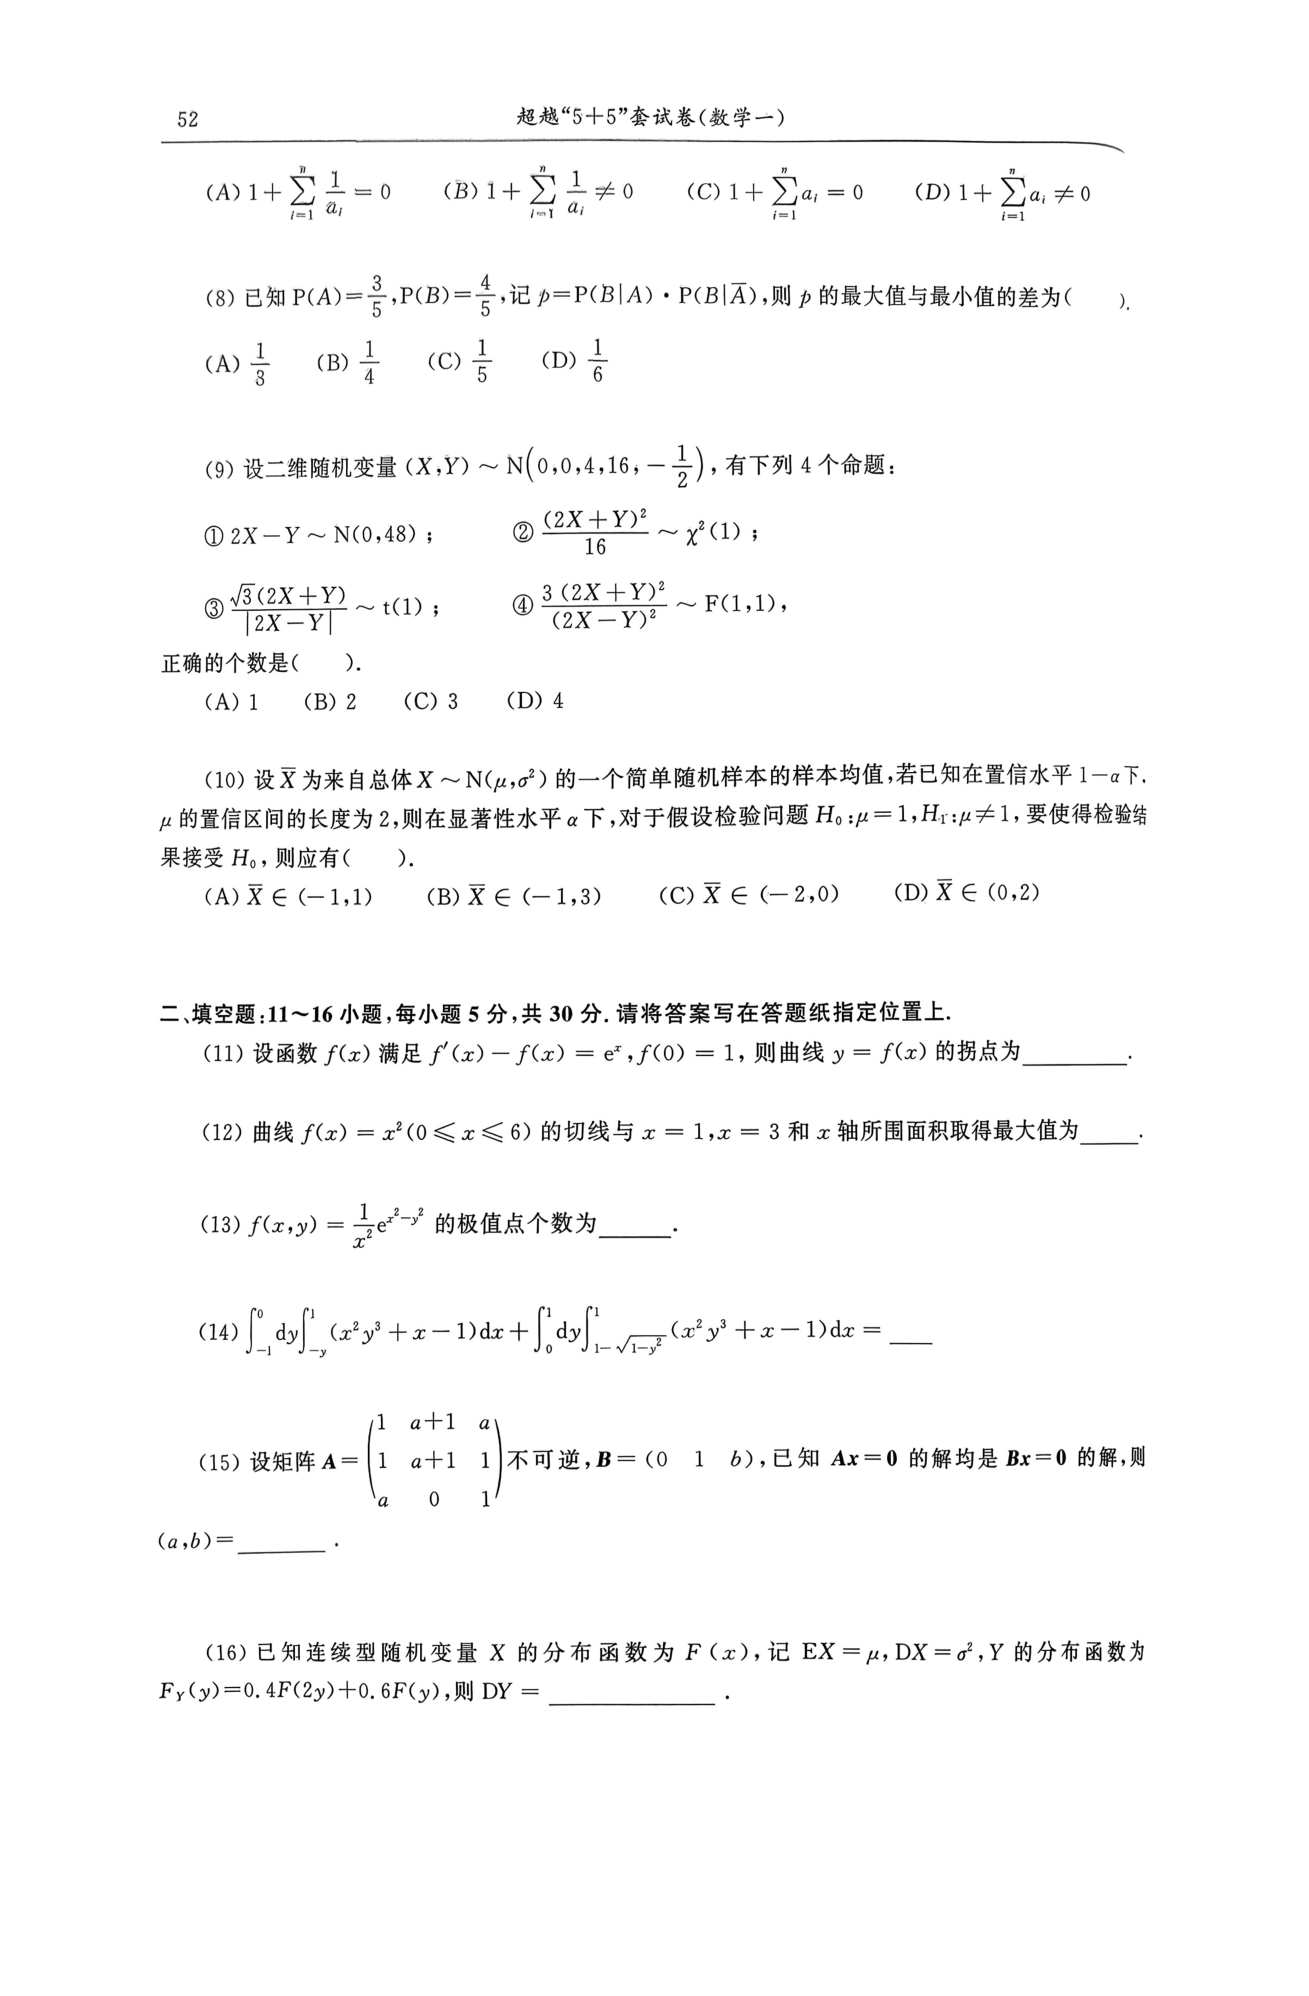 52 超越“5+5”套试卷(数学一)
(A) 1+∑_{i=1}^{n} 1/a_i = 0 (B) 1+∑_{i=1}^{n} 1/a_i ≠ 0 (C) 1+∑_{i=1}^{n} a_i = 0 (D) 1+∑_{i=1}^{n} a_i ≠ 0
(8) 已知 P(A)=3/5,P(B)=4/5,记 p=P(B|A)·P(B|A̅),则 p 的最大值与最小值的差为( ).
(A) 1/3 (B) 1/4 (C) 1/5 (D) 1/6
(9) 设二维随机变量 (X,Y) ~ N(0,0,4,16;−1/2),有下列 4 个命题:
① 2X−Y ~ N(0,48); ② (2X+Y)²/16 ~ χ²(1);
③ √3(2X+Y)/|2X−Y| ~ t(1); ④ 3(2X+Y)²/(2X−Y)² ~ F(1,1),
正确的个数是( ).
(A) 1 (B) 2 (C) 3 (D) 4
(10) 设 X̅ 为来自总体 X ~ N(μ,σ²) 的一个简单随机样本的样本均值,若已知在置信水平 1−α下,
μ 的置信区间的长度为 2,则在显著性水平 α 下,对于假设检验问题 H₀:μ=1,H₁:μ≠1,要使得检验结
果接受 H₀,则应有( ).
(A) X̅ ∈ (−1,1) (B) X̅ ∈ (−1,3) (C) X̅ ∈ (−2,0) (D) X̅ ∈ (0,2)
二、填空题:11~16 小题,每小题 5 分,共 30 分.请将答案写在答题纸指定位置上.
(11) 设函数 f(x) 满足 f′(x)−f(x) = eˣ,f(0) = 1, 则曲线 y = f(x) 的拐点为______.
(12) 曲线 f(x) = x²(0≤x≤6) 的切线与 x = 1,x = 3 和 x 轴所围面积取得最大值为____.
(13) f(x,y) = 1/x² e^{x²−y²} 的极值点个数为____.
(14) ∫_{−1}^{0} dy∫_{−y}^{1} (x²y³+x−1)dx + ∫_{0}^{1} dy∫_{1−√(1−y²)}^{1} (x²y³+x−1)dx = ___
(15) 设矩阵 A = (1 a+1 a; 1 a+1 1; a 0 1) 不可逆,B=(0 1 b),已知 Ax=0 的解均是 Bx=0 的解,则
(a,b)=______.
(16) 已知连续型随机变量 X 的分布函数为 F(x),记 EX=μ,DX=σ²,Y 的分布函数为
F_Y(y)=0.4F(2y)+0.6F(y),则 DY = __________.